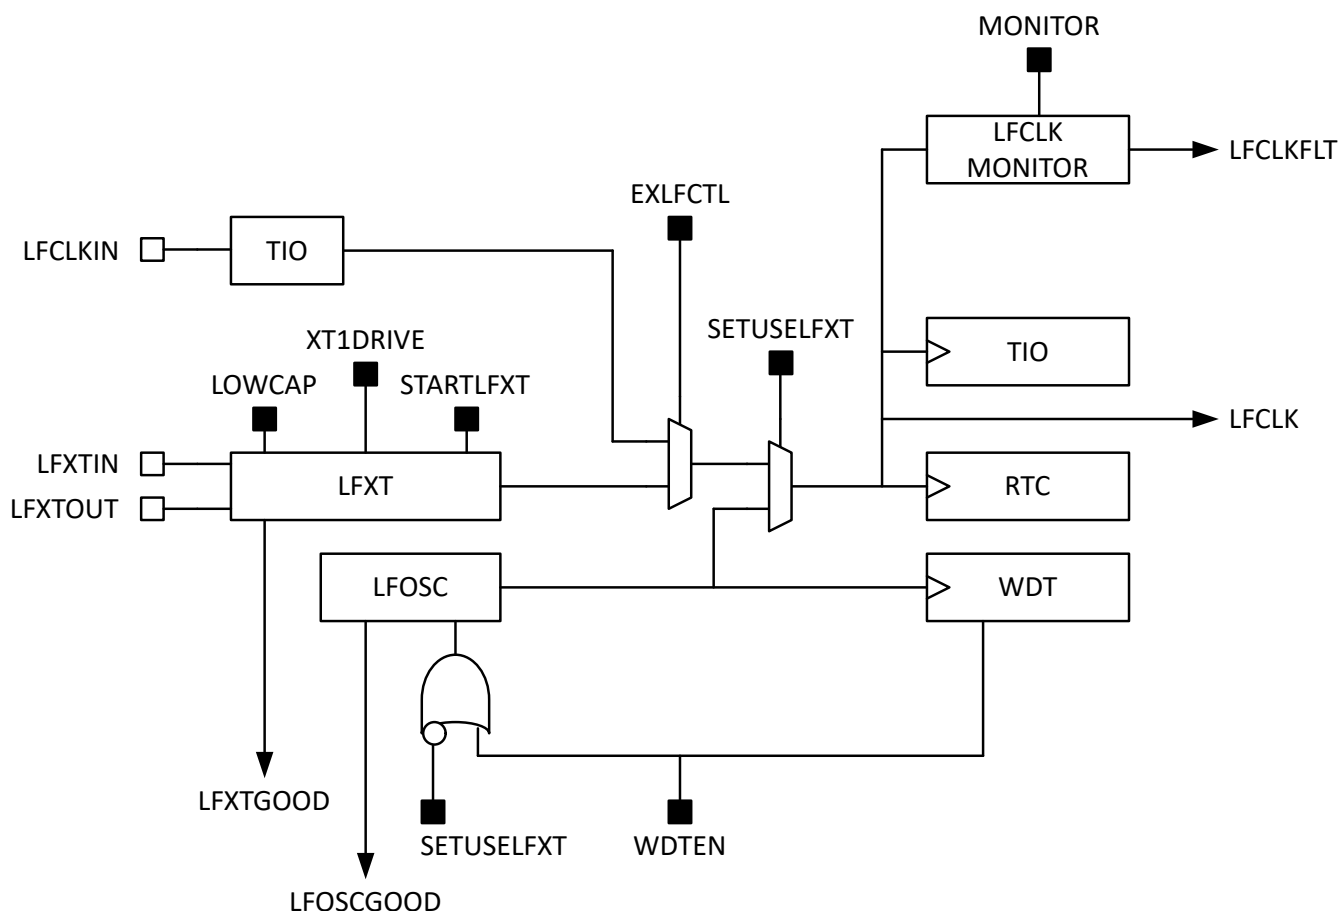 MONITOR
LFCLK
MONITOR
LFCLKFLT
EXLFCTL
LFCLKIN
TIO
XT1DRIVE
SETUSELFXT
TIO
LOWCAP
STARTLFXT
LFCLK
LFXTIN
LFXT
RTC
LFXTOUT
LFOSC
WDT
LFXTGOOD
SETUSELFXT
WDTEN
LFOSCGOOD